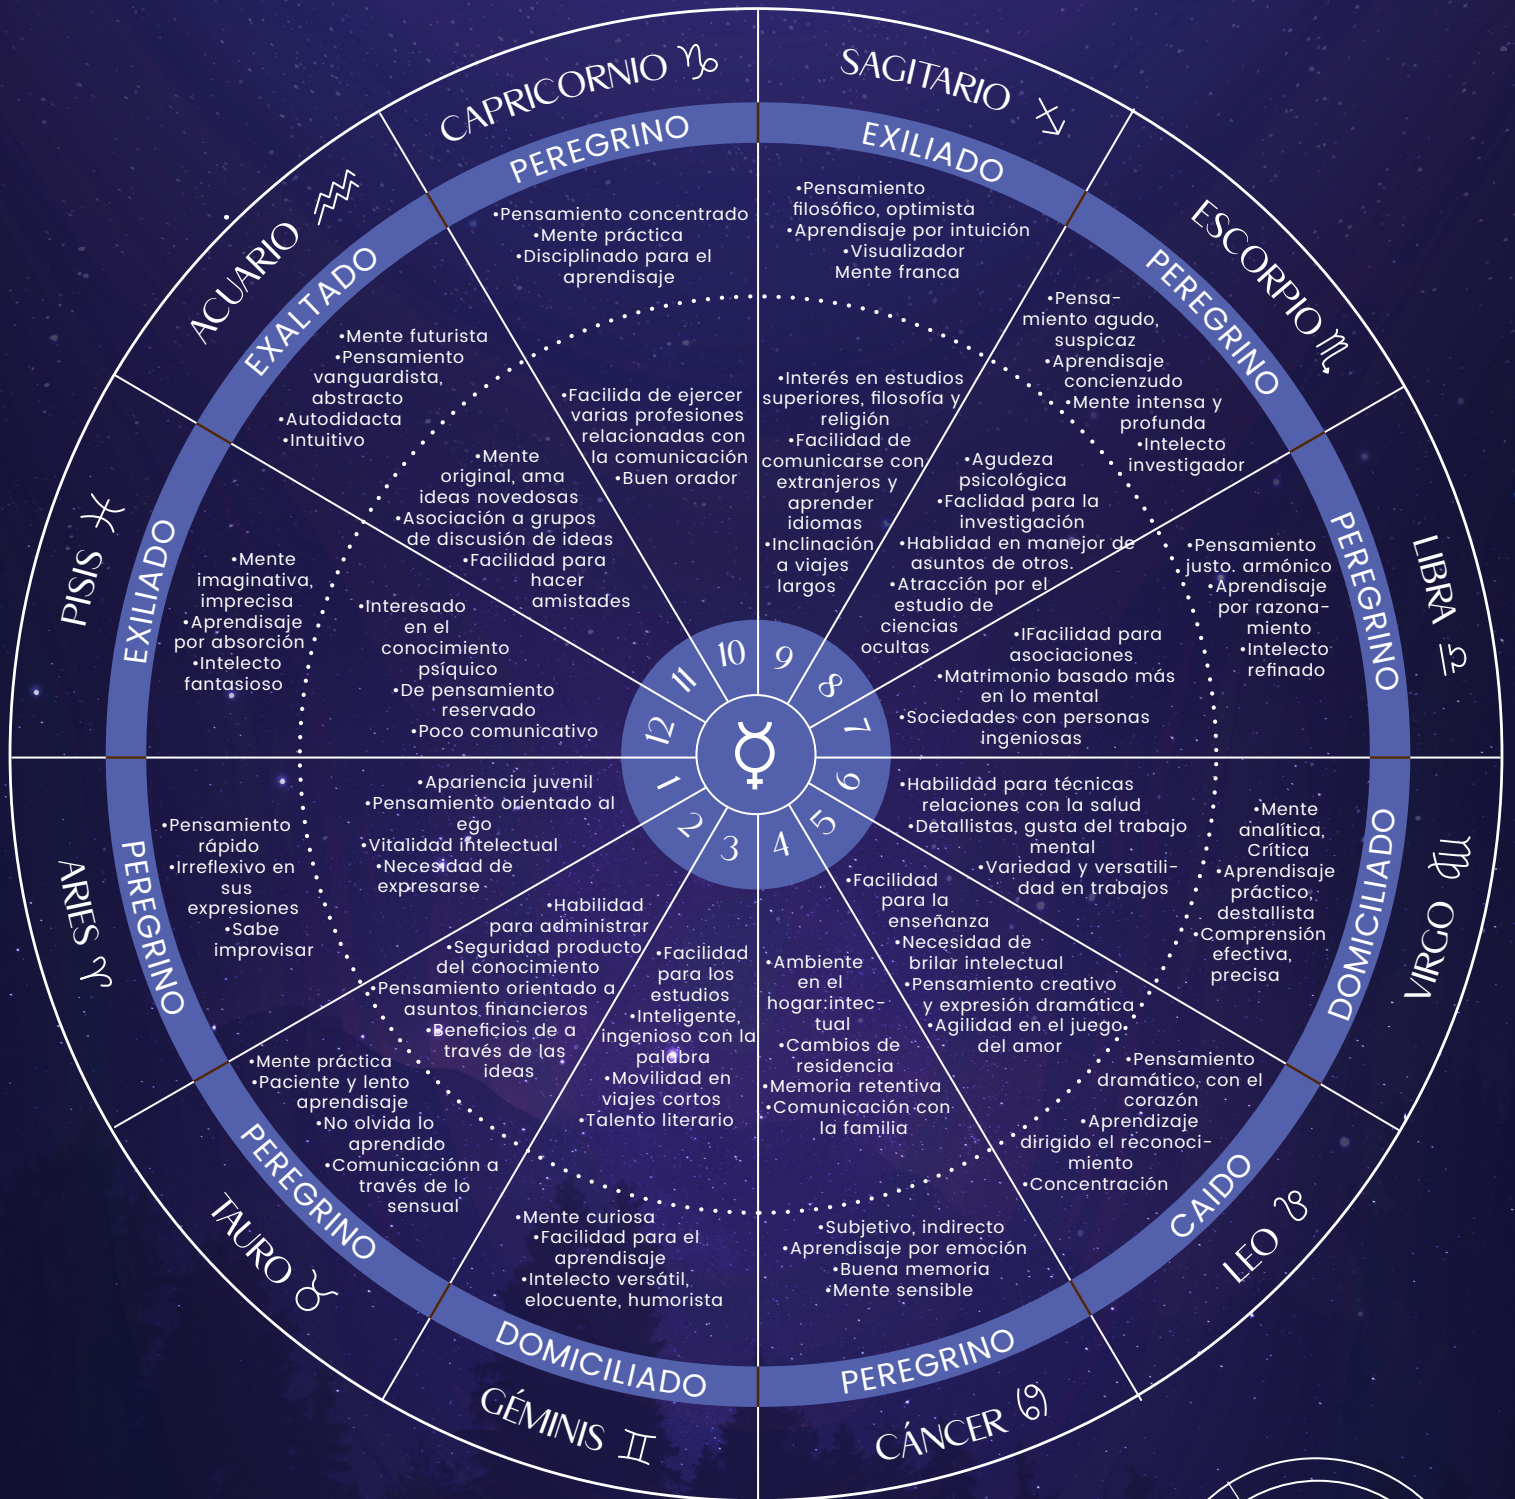 CAPRICORNIO
PEREGRINO
•Pensamiento concentrado
•Mente práctica
•Disciplinado para el
aprendisaje
•Facilida de ejercer
varias profesiones
relacionadas con
la comunicación
•Buen orador
10
SAGITARIO
EXILIADO
•Pensamiento
filosófico, optimista
•Aprendisaje por intuición
•Visualizador
Mente franca
•Interés en estudios
superiores, filosofía y
religión
•Facilidad de
comunicarse con
extranjeros y
aprender
idiomas
•Inclinación
a viajes
largos
9
ESCORPIO
PEREGRINO
•Pensa-
miento agudo,
suspicaz
•Aprendisaje
concienzudo
•Mente intensa y
profunda
•Intelecto
investigador
•Agudeza
psicológica
•Faclidad para la
investigación
•Hablidad en manejor de
asuntos de otros.
•Atracción por el
estudio de
ciencias
ocultas
8
LIBRA
PEREGRINO
•Pensamiento
justo. armónico
•Aprendisaje
por razona-
miento
•Intelecto
refinado
•IFacilidad para
asociaciones
•Matrimonio basado más
en lo mental
•Sociedades con personas
ingeniosas
7
VIRGO
DOMICILIADO
•Mente
analítica,
Crítica
•Aprendisaje
práctico,
destallista
•Comprensión
efectiva,
precisa
•Habilidad para técnicas
relaciones con la salud
•Detallistas, gusta del trabajo
mental
•Variedad y versatili-
dad en trabajos
6
LEO
CAIDO
•Pensamiento
dramático, con el
corazón
•Aprendizaje
dirigido el reconoci-
miento
•Concentración
•Facilidad
para la
enseñanza
•Necesidad de
brilar intelectual
•Pensamiento creativo
y expresión dramática
•Agilidad en el juego
del amor
5
CÁNCER
PEREGRINO
•Subjetivo, indirecto
•Aprendisaje por emoción
•Buena memoria
•Mente sensible
•Ambiente
en el
hogar:intec-
tual
•Cambios de
residencia
•Memoria retentiva
•Comunicación con
la familia
4
GÉMINIS
DOMICILIADO
•Mente curiosa
•Facilidad para el
aprendisaje
•Intelecto versátil,
elocuente, humorista
•Facilidad
para los
estudios
•Inteligente,
ingenioso con la
palabra
•Movilidad en
viajes cortos
•Talento literario
3
TAURO
PEREGRINO
•Mente práctica
•Paciente y lento
aprendisaje
•No olvida lo
aprendido
•Comunicaciónn a
través de lo
sensual
•Habilidad
para administrar
•Seguridad producto
del conocimiento
•Pensamiento orientado a
asuntos financieros
•Beneficios de a
través de las
ideas
2
ARIES
PEREGRINO
•Pensamiento
rápido
•Irreflexivo en
sus
expresiones
•Sabe
improvisar
•Apariencia juvenil
•Pensamiento orientado al
ego
•Vitalidad intelectual
•Necesidad de
expresarse
1
PISIS
EXILIADO
•Mente
imaginativa,
imprecisa
•Aprendisaje
por absorción
•Intelecto
fantasioso
•Interesado
en el
conocimiento
psíquico
•De pensamiento
reservado
•Poco comunicativo
12
ACUARIO
EXALTADO
•Mente futurista
•Pensamiento
vanguardista,
abstracto
•Autodidacta
•Intuitivo
•Mente
original, ama
ideas novedosas
•Asociación a grupos
de discusión de ideas
•Facilidad para
hacer
amistades
11